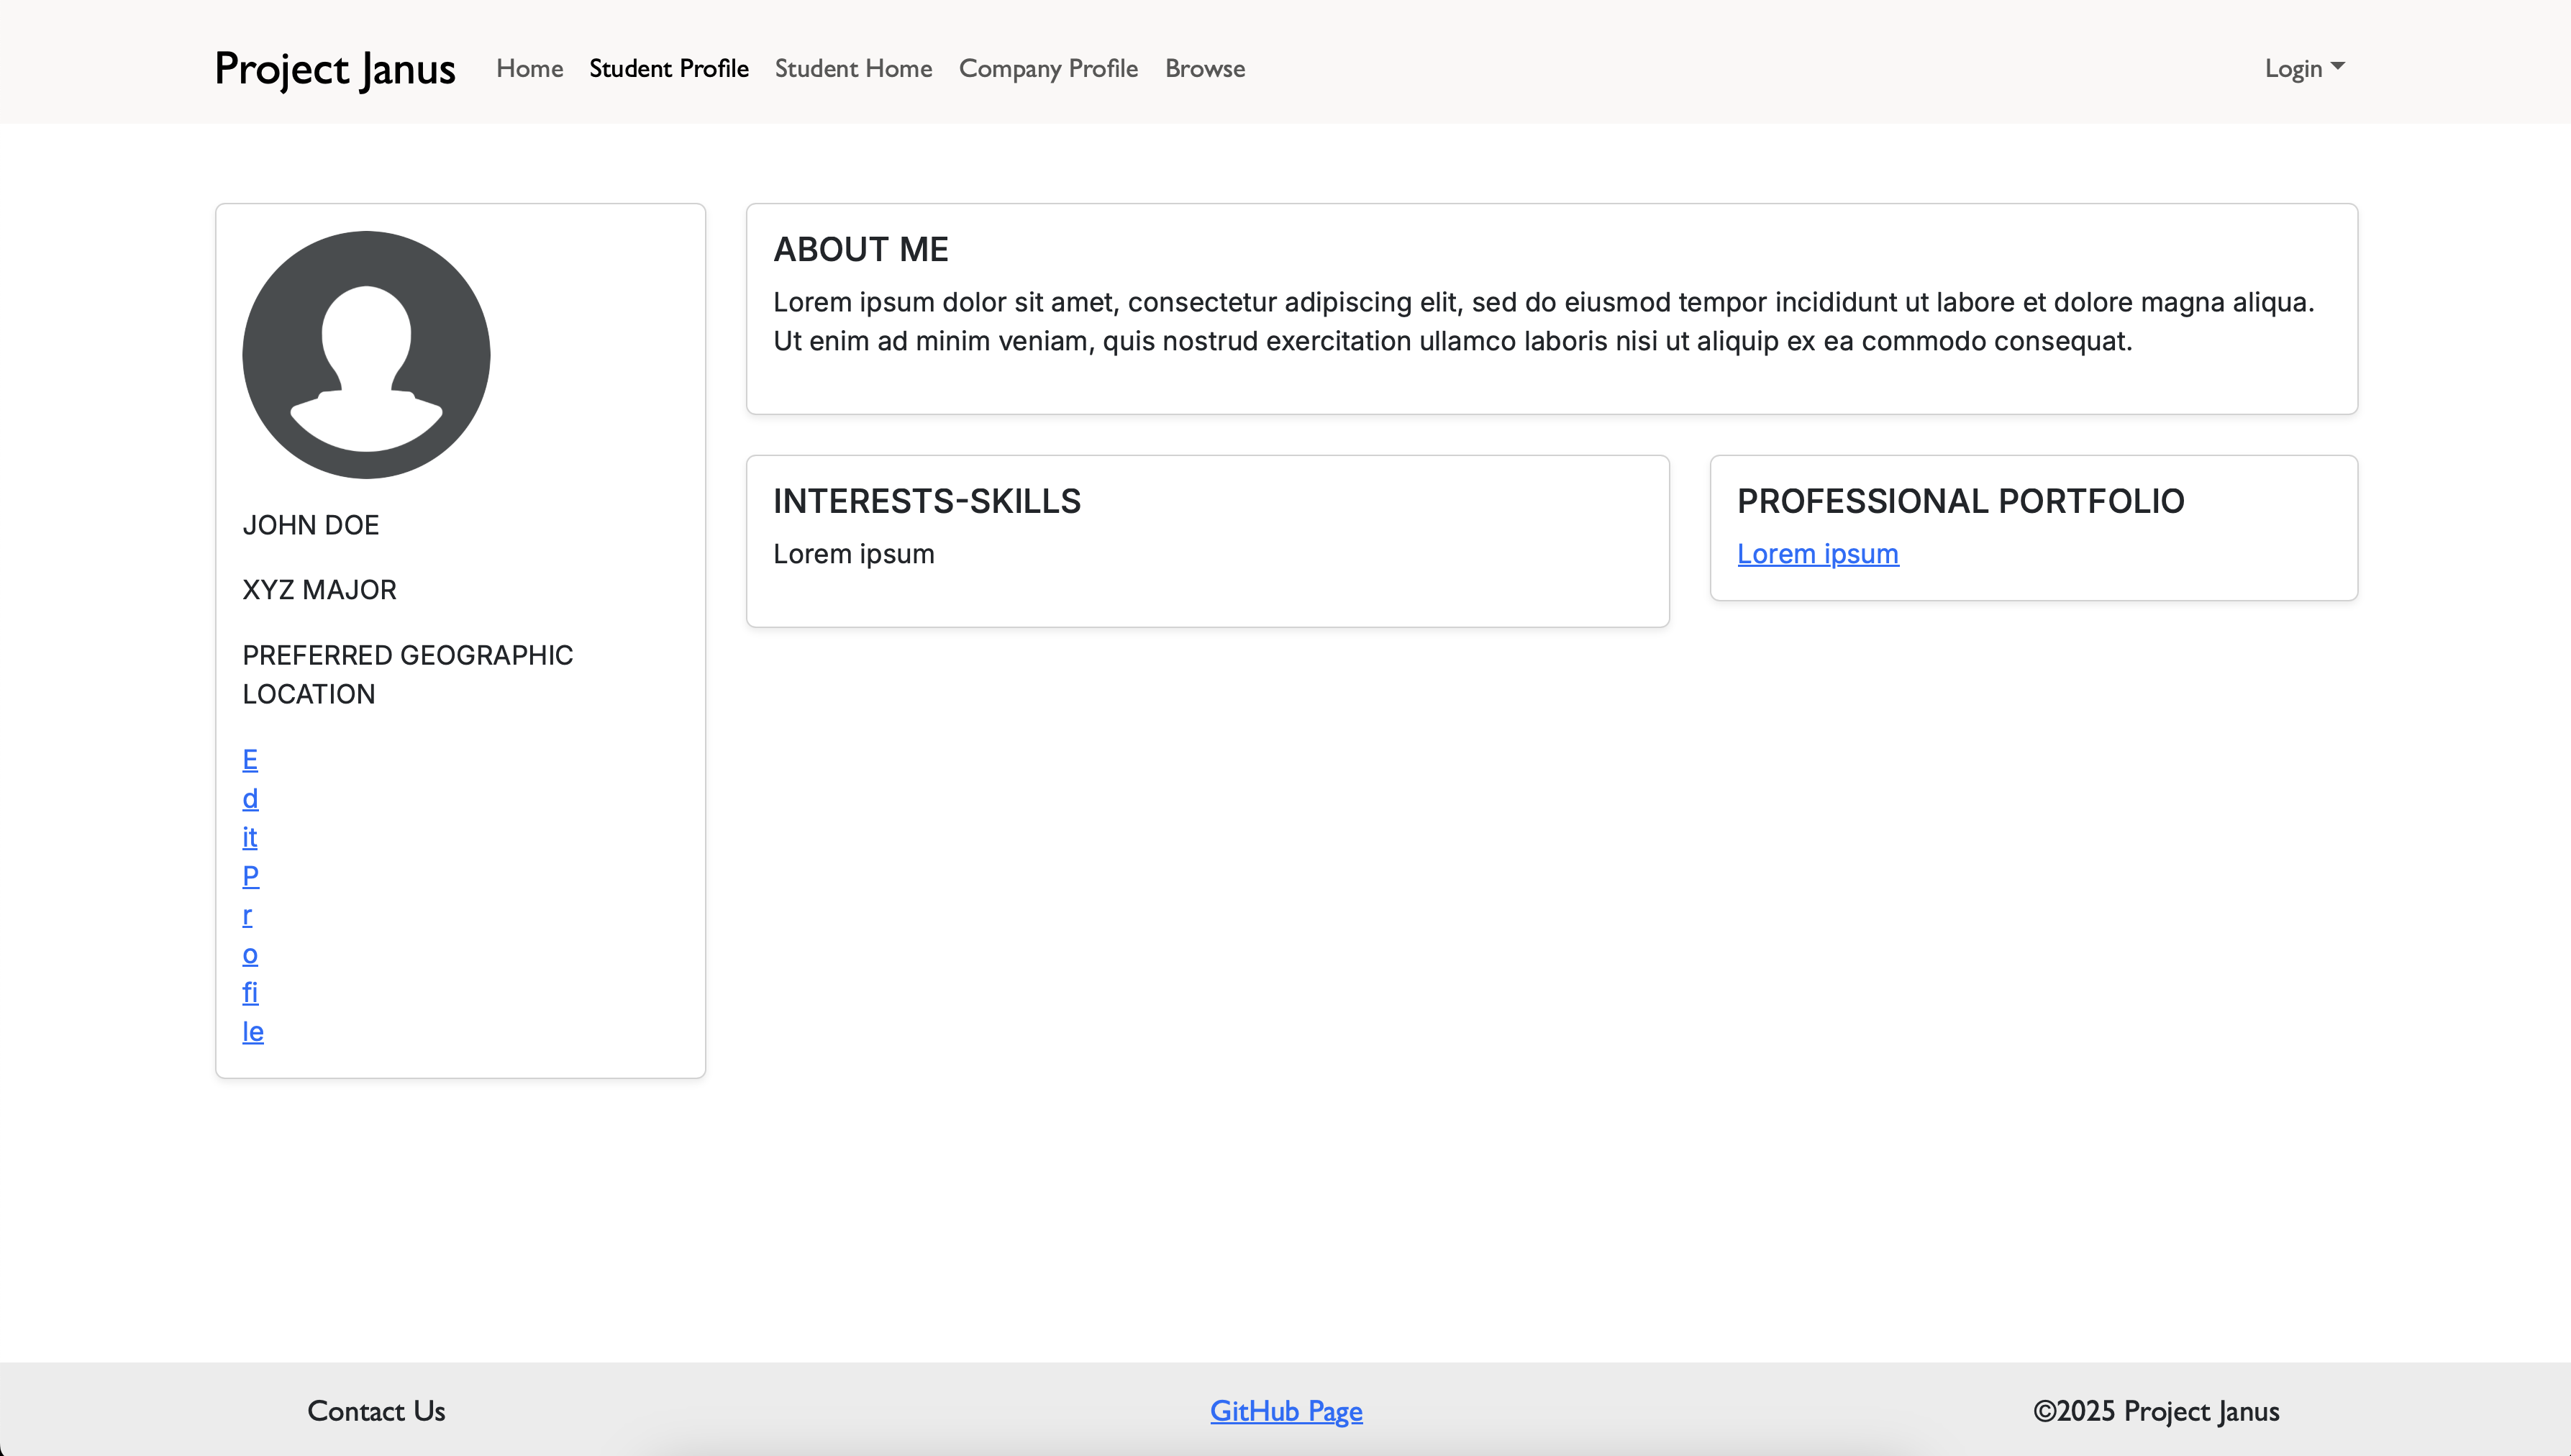 Project Janus Home Student Profile Student Home Company Profile Browse Login
JOHN DOE
XYZ MAJOR
PREFERRED GEOGRAPHIC
LOCATION
E
d
it
P
r
o
fi
le
ABOUT ME
Lorem ipsum dolor sit amet, consectetur adipiscing elit, sed do eiusmod tempor incididunt ut labore et dolore magna aliqua.
Ut enim ad minim veniam, quis nostrud exercitation ullamco laboris nisi ut aliquip ex ea commodo consequat.
INTERESTS-SKILLS
Lorem ipsum
PROFESSIONAL PORTFOLIO
Lorem ipsum
Contact Us GitHub Page ©2025 Project Janus